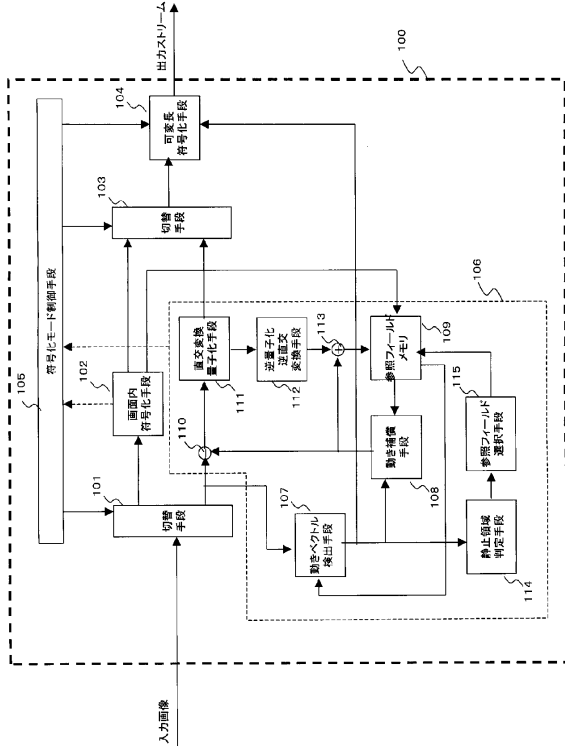 100
出力ストリーム
104
可変長
符号化手段
103
切替
手段
符号化モード制御手段
105
106
102
画面内
符号化手段
直交変換
量子化手段
111
逆量子化
逆直交
変換手段
112
113
参照フィールド
メモリ
109
115
参照フィールド
選択手段
110
動き補償
手段
108
101
切替
手段
107
動きベクトル
検出手段
静止領域
判定手段
114
入力画像